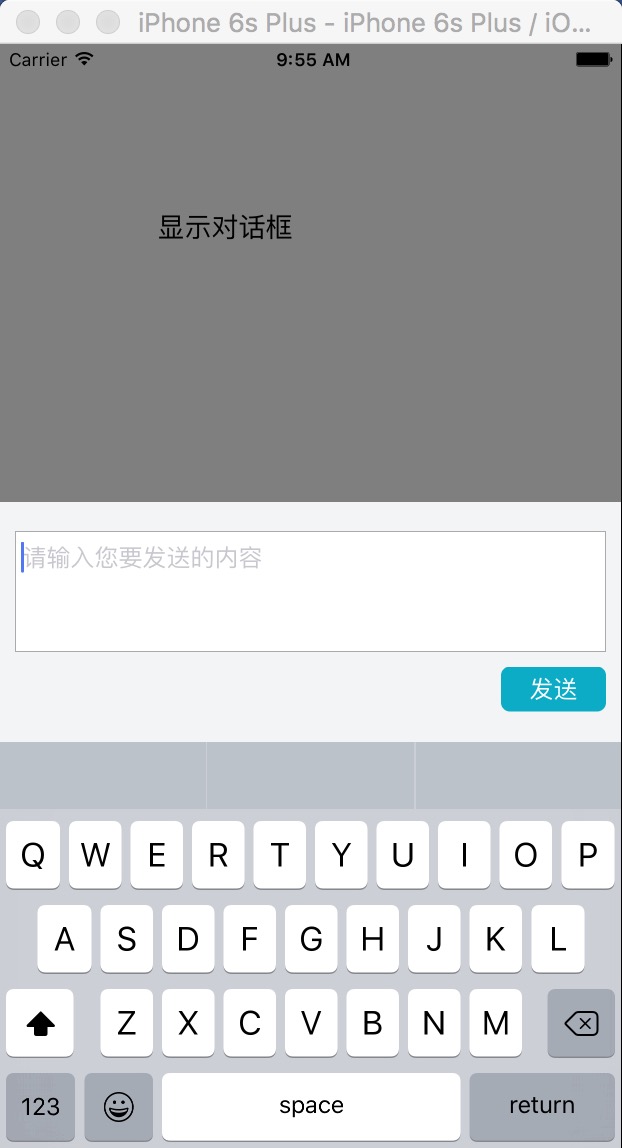 iPhone 6s Plus - iPhone 6s Plus / iO...
Carrier 9:55 AM
显示对话框
请输入您要发送的内容
发送
Q W E R T Y U I O P
A S D F G H J K L
Z X C V B N M
123 space return